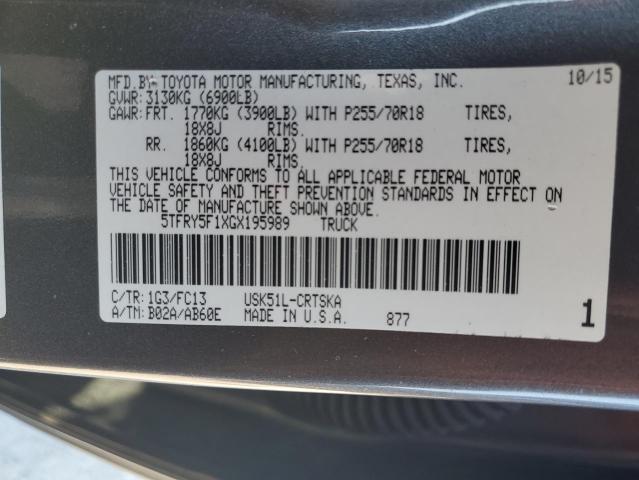 MFD.BY TOYOTA MOTOR MANUFACTURING, TEXAS, INC. 10/15
GVWR:3130KG (6900LB)
GAWR:FRT. 1770KG (3900LB) WITH P255/70R18 TIRES,
18X8J RIMS.
RR. 1860KG (4100LB) WITH P255/70R18 TIRES,
18X8J RIMS.
THIS VEHICLE CONFORMS TO ALL APPLICABLE FEDERAL MOTOR
VEHICLE SAFETY AND THEFT PREVENTION STANDARDS IN EFFECT ON
THE DATE OF MANUFACTURE SHOWN ABOVE.
5TFRY5F1XGX195989 TRUCK
C/TR:1G3/FC13 USK51L-CRTSKA
A/TM:B02A/AB60E MADE IN U.S.A. 877 1